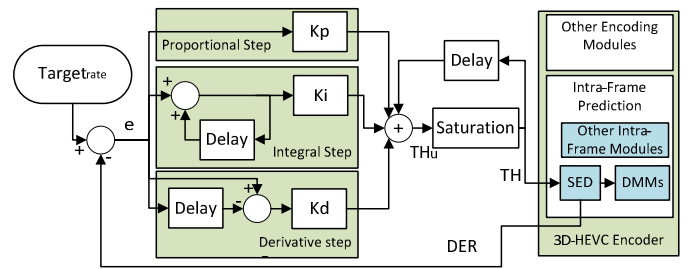 Target rate
+
-
e
Kp
Proportional Step
+
+
Ki
Delay
Integral Step
Delay
+
-
Kd
Derivative step
-
+
THu
Delay
Saturation
TH
DER
Other Encoding
Modules
Intra-Frame
Prediction
Other Intra-
Frame Modules
SED
DMMs
3D-HEVC Encoder